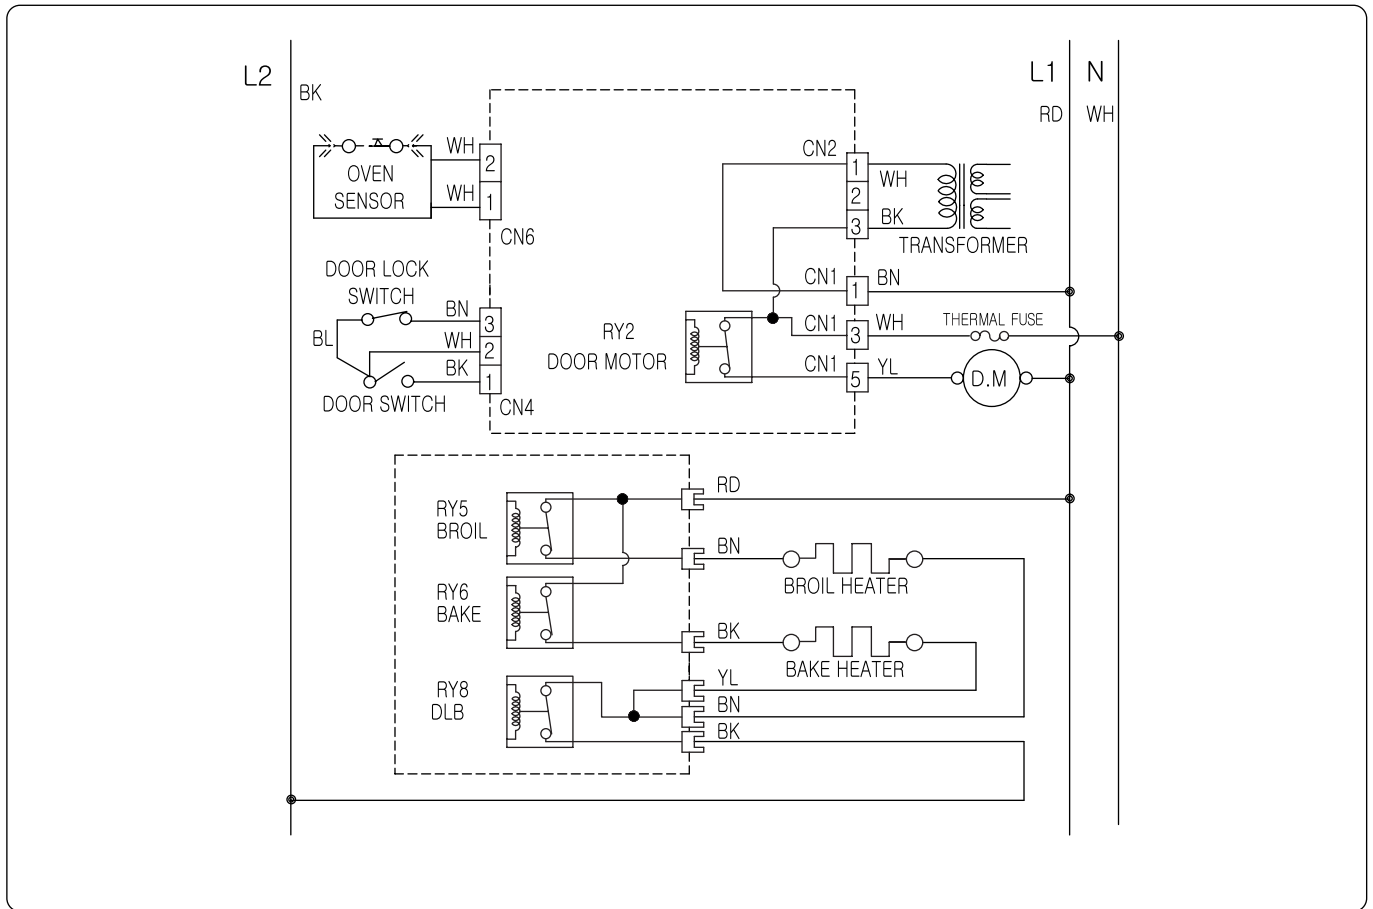 L2
BK
L1
N
RD
WH
OVEN
SENSOR
WH
2
WH
1
CN6
CN2
1
WH
2
3
BK
TRANSFORMER
DOOR LOCK
SWITCH
BN
3
BL
WH
2
BK
1
DOOR SWITCH
CN4
CN1
1
BN
RY2
DOOR MOTOR
CN1
3
WH
THERMAL FUSE
CN1
5
YL
D.M
RD
RY5
BROIL
BN
BROIL HEATER
RY6
BAKE
BK
BAKE HEATER
YL
RY8
DLB
BN
BK